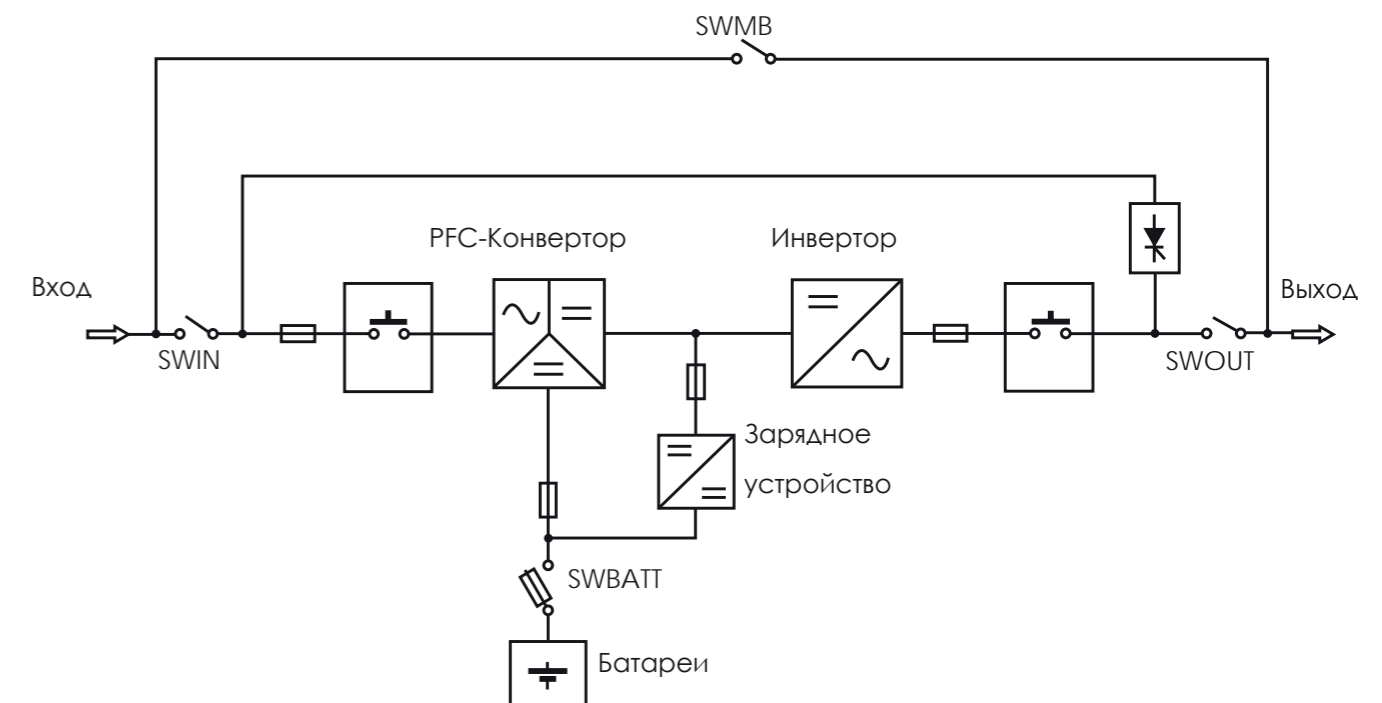 SWMB
PFC-Конвертор
Инвертор
Вход
Выход
SWIN
SWOUT
Зарядное
устройство
SWBATT
Батареи